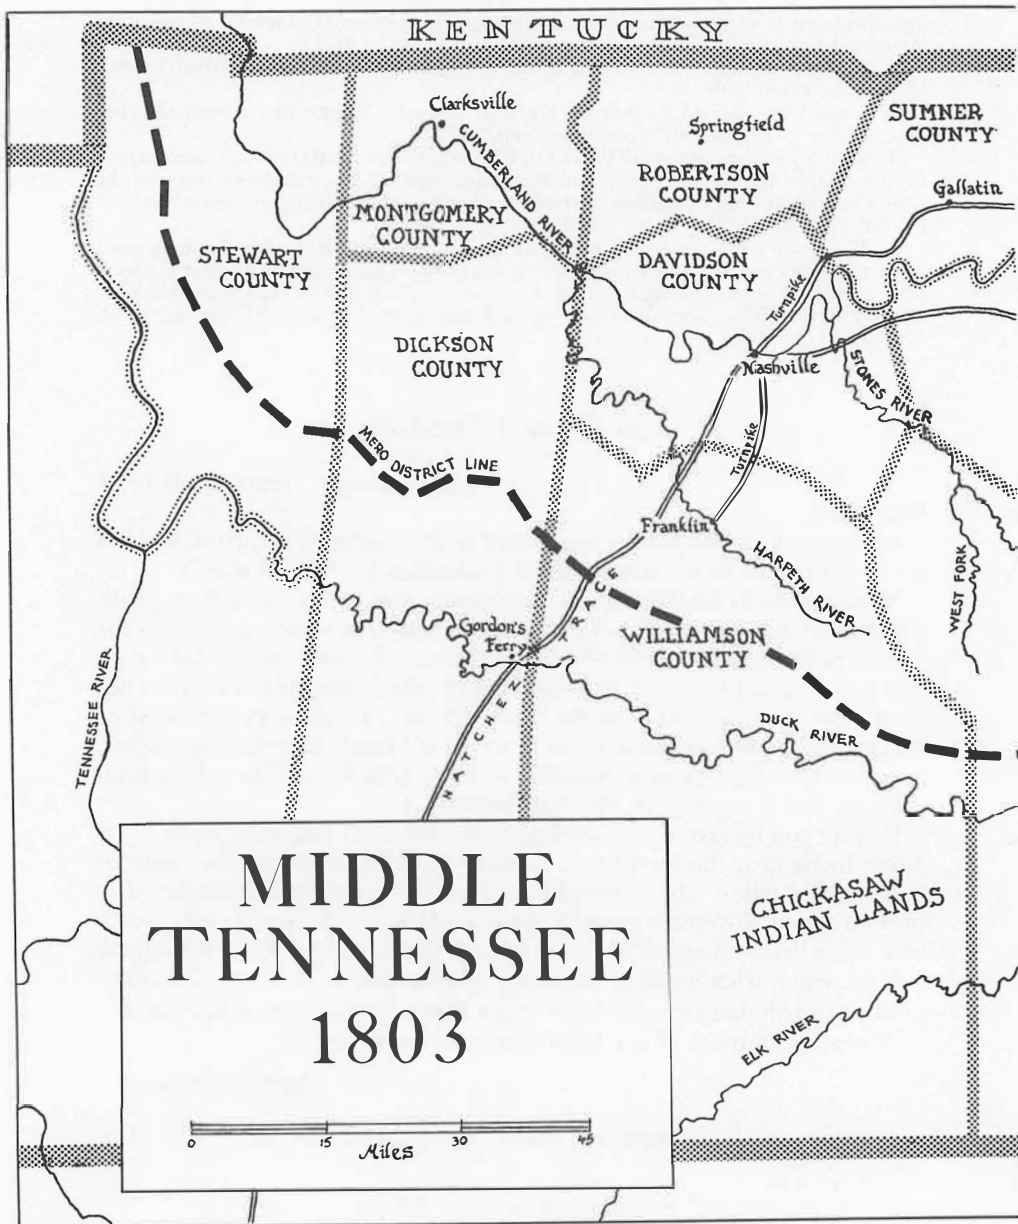 KENTUCKY
Clarksville
CUMBERLAND RIVER
Springfield
SUMNER
COUNTY
ROBERTSON
COUNTY
Gallatin
MONTGOMERY
COUNTY
STEWART
COUNTY
DAVIDSON
COUNTY
Turnpike
DICKSON
COUNTY
Nashville
STONES RIVER
MERO DISTRICT LINE
Turnpike
Franklin
HARPETH RIVER
WEST FORK
Gordon's
Ferry
NATCHEZ TRACE
WILLIAMSON
COUNTY
TENNESSEE RIVER
DUCK
RIVER
MIDDLE
TENNESSEE
1803
CHICKASAW
INDIAN LANDS
ELK RIVER
0 15 30 45
Miles